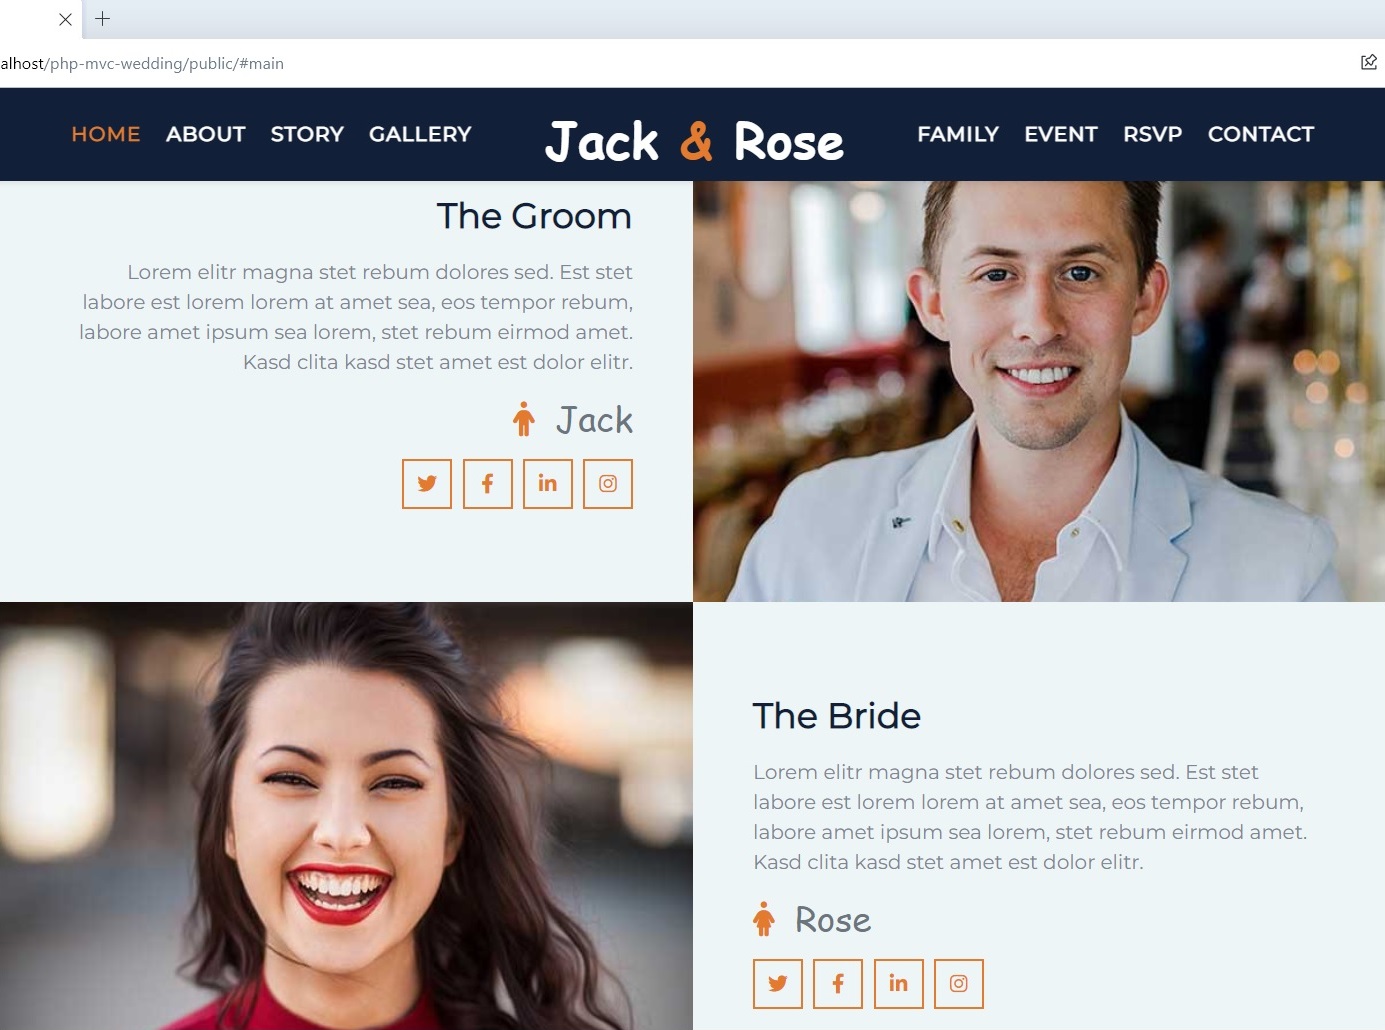 alhost/php-mvc-wedding/public/#main
HOME ABOUT STORY GALLERY Jack & Rose FAMILY EVENT RSVP CONTACT
The Groom
Lorem elitr magna stet rebum dolores sed. Est stet
labore est lorem lorem at amet sea, eos tempor rebum,
labore amet ipsum sea lorem, stet rebum eirmod amet.
Kasd clita kasd stet amet est dolor elitr.
Jack
The Bride
Lorem elitr magna stet rebum dolores sed. Est stet
labore est lorem lorem at amet sea, eos tempor rebum,
labore amet ipsum sea lorem, stet rebum eirmod amet.
Kasd clita kasd stet amet est dolor elitr.
Rose